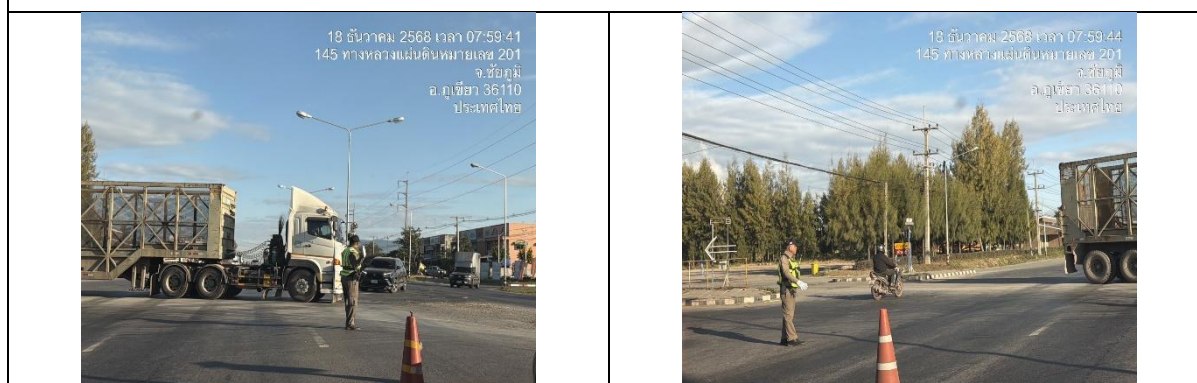 18 ธันวาคม 2568 เวลา 07:59:41
145 ทางหลวงแผ่นดินหมายเลข 201
จ.ชัยภูมิ
อ.ภูเขียว 36110
ประเทศไทย
18 ธันวาคม 2568 เวลา 07:59:44
145 ทางหลวงแผ่นดินหมายเลข 201
จ.ชัยภูมิ
อ.ภูเขียว 36110
ประเทศไทย